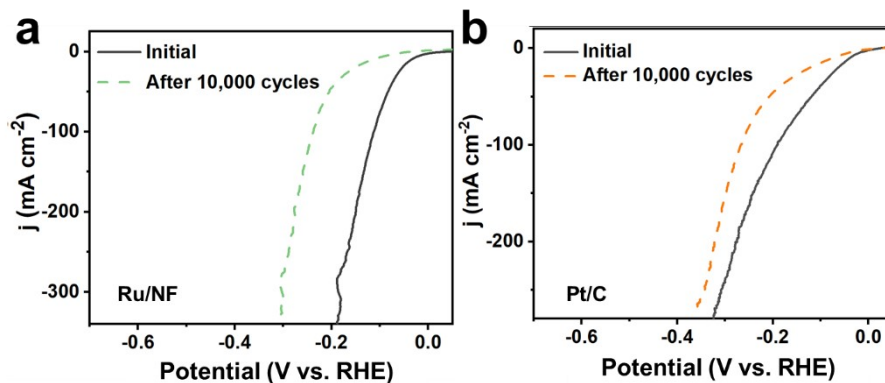 a
Initial
After 10,000 cycles
0
-100
-200
-300
j (mA cm⁻²)
Ru/NF
-0.6
-0.4
-0.2
0.0
Potential (V vs. RHE)
b
Initial
After 10,000 cycles
0
-100
-200
j (mA cm⁻²)
Pt/C
-0.6
-0.4
-0.2
0.0
Potential (V vs. RHE)